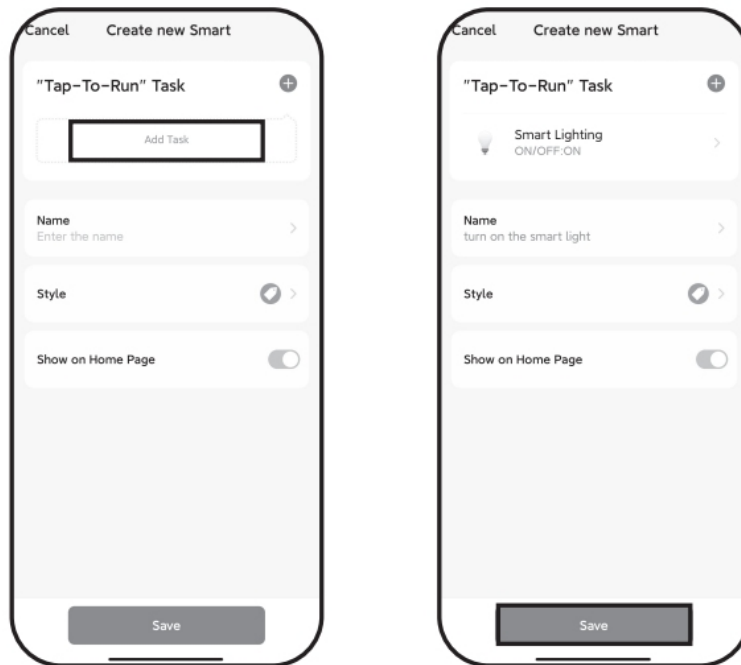 Cancel Create new Smart
"Tap-To-Run" Task
Add Task
Name
Enter the name
Style
Show on Home Page
Save
Cancel Create new Smart
"Tap-To-Run" Task
Smart Lighting
ON/OFF:ON
Name
turn on the smart light
Style
Show on Home Page
Save